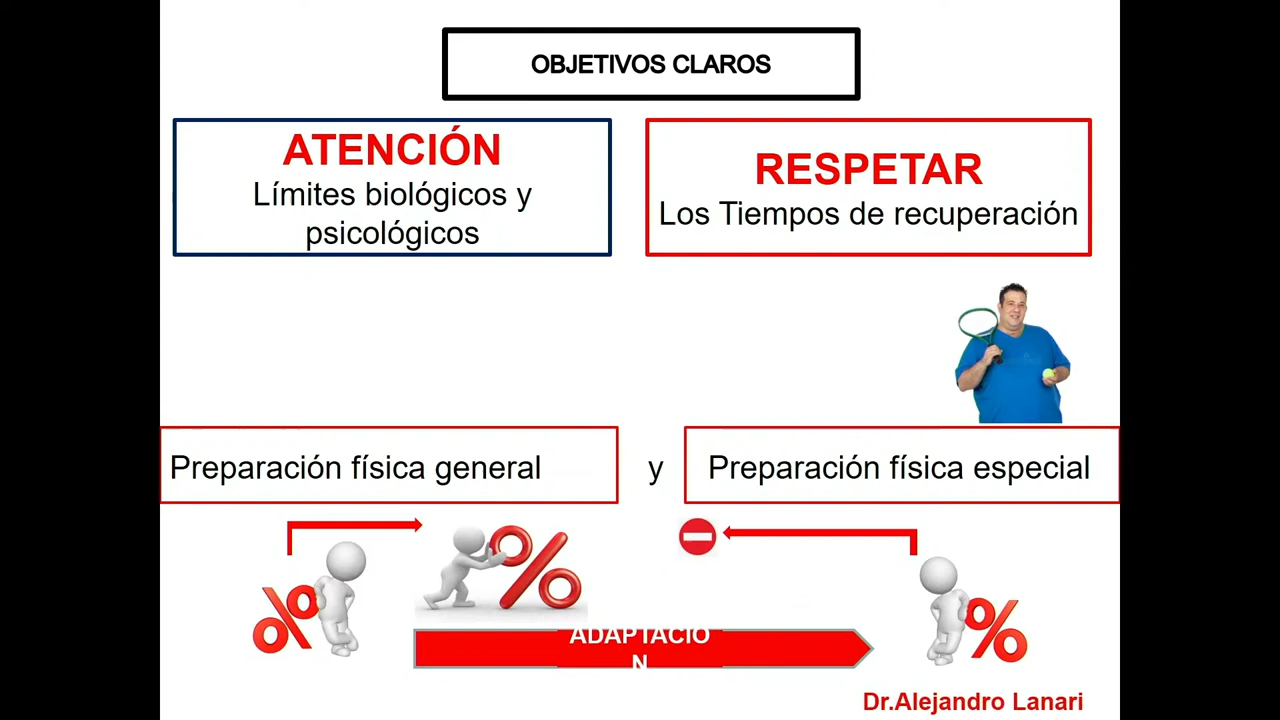 OBJETIVOS CLAROS
ATENCIÓN
Límites biológicos y
psicológicos
RESPETAR
Los Tiempos de recuperación
Preparación física general
y
Preparación física especial
%
%
%
ADAPTACIO
N
Dr.Alejandro Lanari